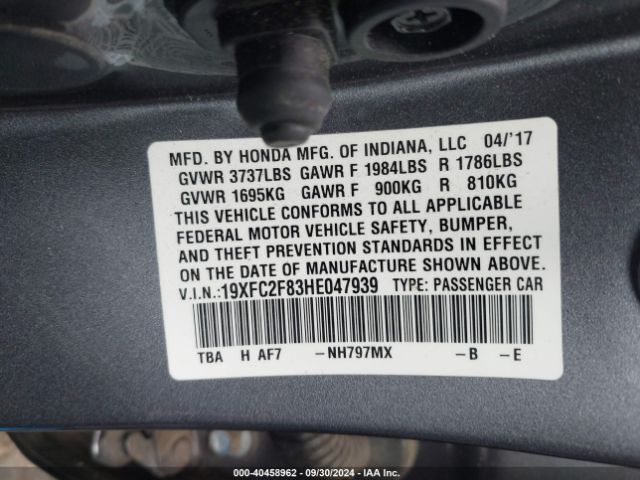 MFD. BY HONDA MFG. OF INDIANA, LLC 04/'17
GVWR 3737LBS GAWR F 1984LBS R 1786LBS
GVWR 1695KG GAWR F 900KG R 810KG
THIS VEHICLE CONFORMS TO ALL APPLICABLE
FEDERAL MOTOR VEHICLE SAFETY, BUMPER,
AND THEFT PREVENTION STANDARDS IN EFFECT
ON THE DATE OF MANUFACTURE SHOWN ABOVE.
V.I.N.:19XFC2F83HE047939 TYPE: PASSENGER CAR
TBA H AF7 -NH797MX -B -E
000-40458962 - 09/30/2024 - IAA Inc.